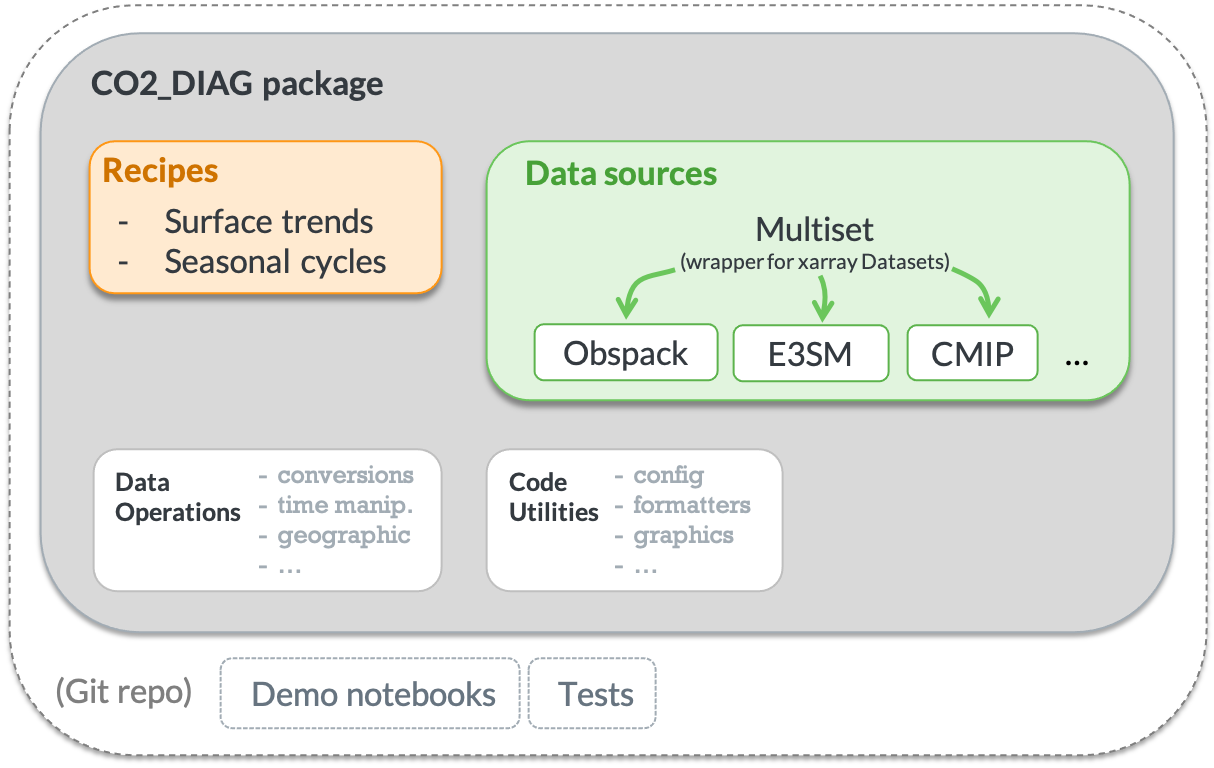 CO2_DIAG package
Recipes
- Surface trends
- Seasonal cycles
Data sources
Multiset
(wrapper for xarray Datasets)
Obspack
E3SM
CMIP
...
Data
Operations
- conversions
- time manip.
- geographic
- ...
Code
Utilities
- config
- formatters
- graphics
- ...
(Git repo)
Demo notebooks
Tests